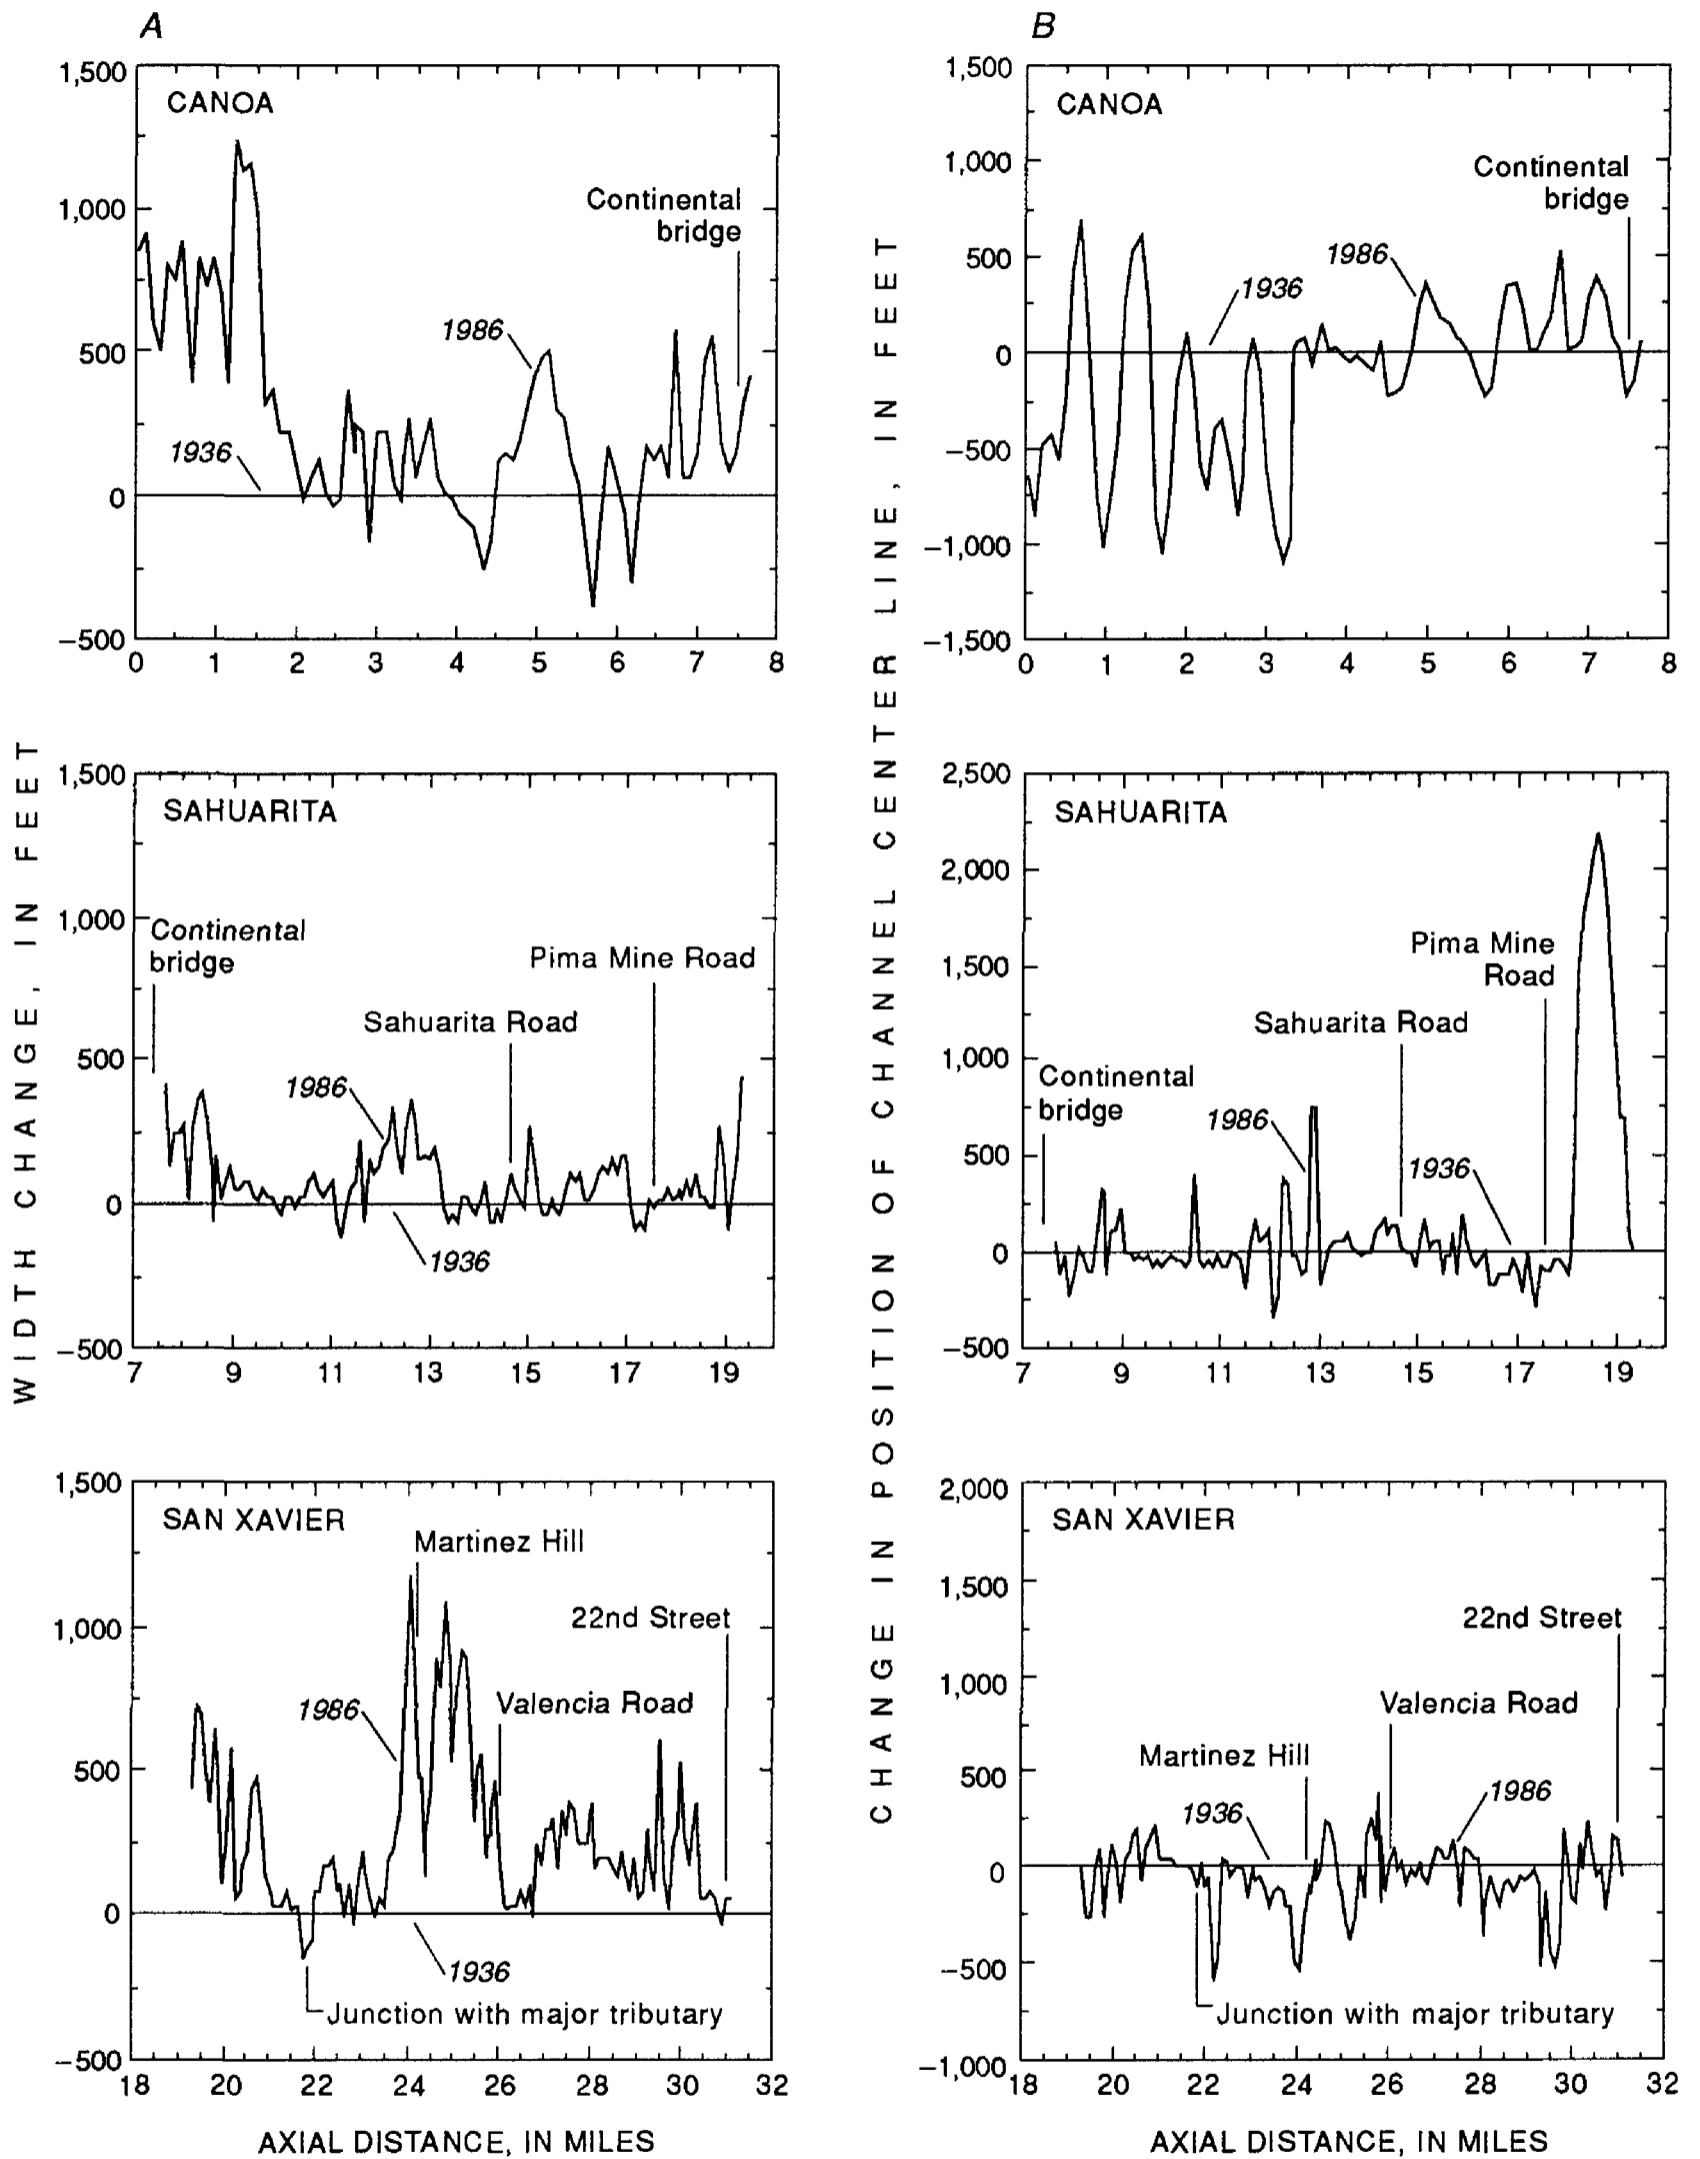 A
1,500
1,000
500
0
−500
CANOA
Continental
bridge
1986
1936
0 1 2 3 4 5 6 7 8
B
1,500
1,000
500
0
−500
−1,000
−1,500
CANOA
Continental
bridge
1986
1936
0 1 2 3 4 5 6 7 8
WIDTH CHANGE, IN FEET
1,500
1,000
500
0
−500
SAHUARITA
Continental
bridge
Pima Mine Road
Sahuarita Road
1986
1936
7 9 11 13 15 17 19
CHANGE IN POSITION OF CHANNEL CENTER LINE, IN FEET
2,500
2,000
1,500
1,000
500
0
−500
SAHUARITA
Pima Mine
Road
Sahuarita Road
Continental
bridge
1986
1936
7 9 11 13 15 17 19
1,500
1,000
500
0
−500
SAN XAVIER
Martinez Hill
22nd Street
Valencia Road
1986
1936
Junction with major tributary
18 20 22 24 26 28 30 32
AXIAL DISTANCE, IN MILES
2,000
1,500
1,000
500
0
−500
−1,000
SAN XAVIER
22nd Street
Valencia Road
Martinez Hill
1986
1936
Junction with major tributary
18 20 22 24 26 28 30 32
AXIAL DISTANCE, IN MILES